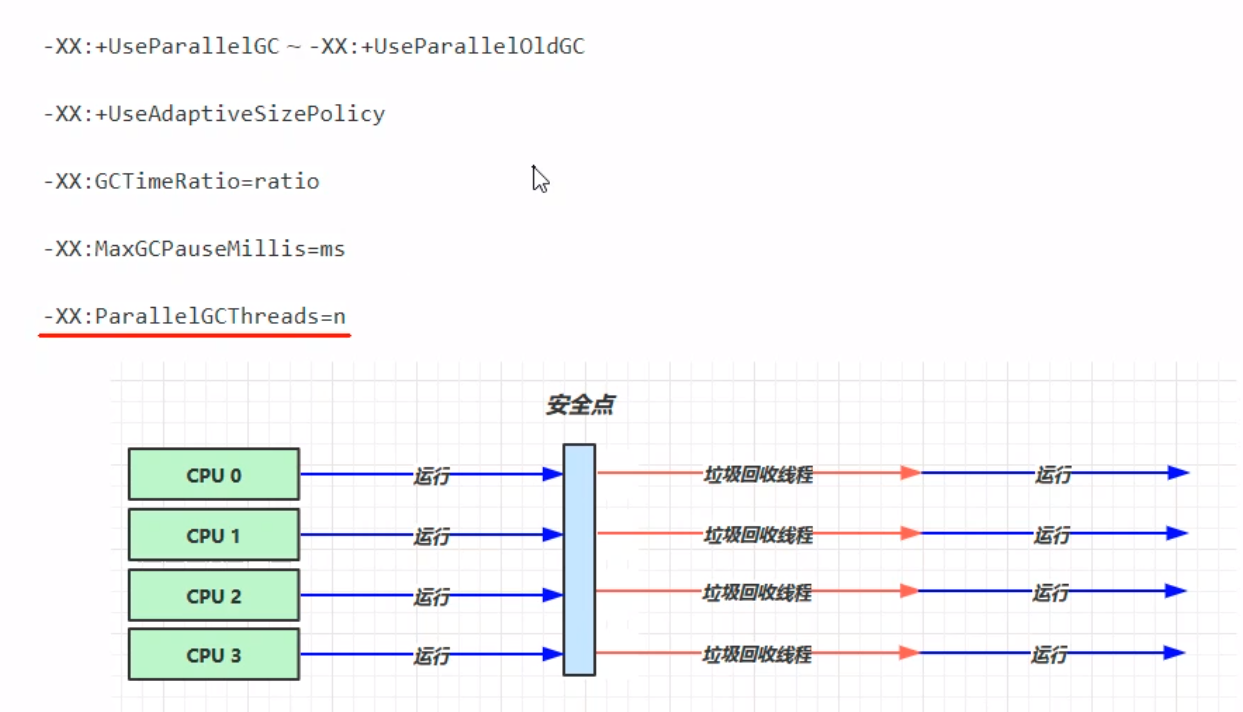 -XX:+UseParallelGC ~ -XX:+UseParallelOldGC
-XX:+UseAdaptiveSizePolicy
-XX:GCTimeRatio=ratio
-XX:MaxGCPauseMillis=ms
-XX:ParallelGCThreads=n
安全点
CPU 0 运行 垃圾回收线程 运行
CPU 1 运行 垃圾回收线程 运行
CPU 2 运行 垃圾回收线程 运行
CPU 3 运行 垃圾回收线程 运行